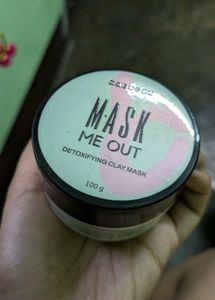 MASK
ME OUT
DETOXIFYING CLAY MASK
100 g